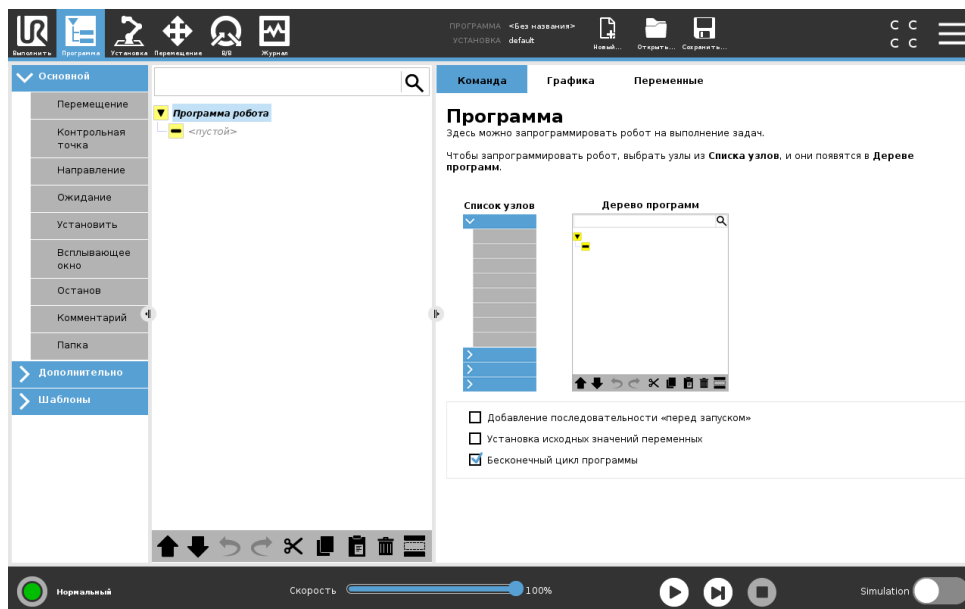 ПРОГРАММА <Без названия>
УСТАНОВКА default
C C
C C
Выполнить
Программа
Установка
Перемещение
В/В
Журнал
Новый...
Открыть...
Сохранить...
Основной
Перемещение
Контрольная
точка
Направление
Ожидание
Установить
Всплывающее
окно
Останов
Комментарий
Папка
Дополнительно
Шаблоны
Программа робота
<пустой>
Команда
Графика
Переменные
Программа
Здесь можно запрограммировать робот на выполнение задач.
Чтобы запрограммировать робот, выбрать узлы из Списка узлов, и они появятся в Дереве
программ.
Список узлов
Дерево программ
Добавление последовательности «перед запуском»
Установка исходных значений переменных
Бесконечный цикл программы
Нормальный
Скорость
100%
Simulation